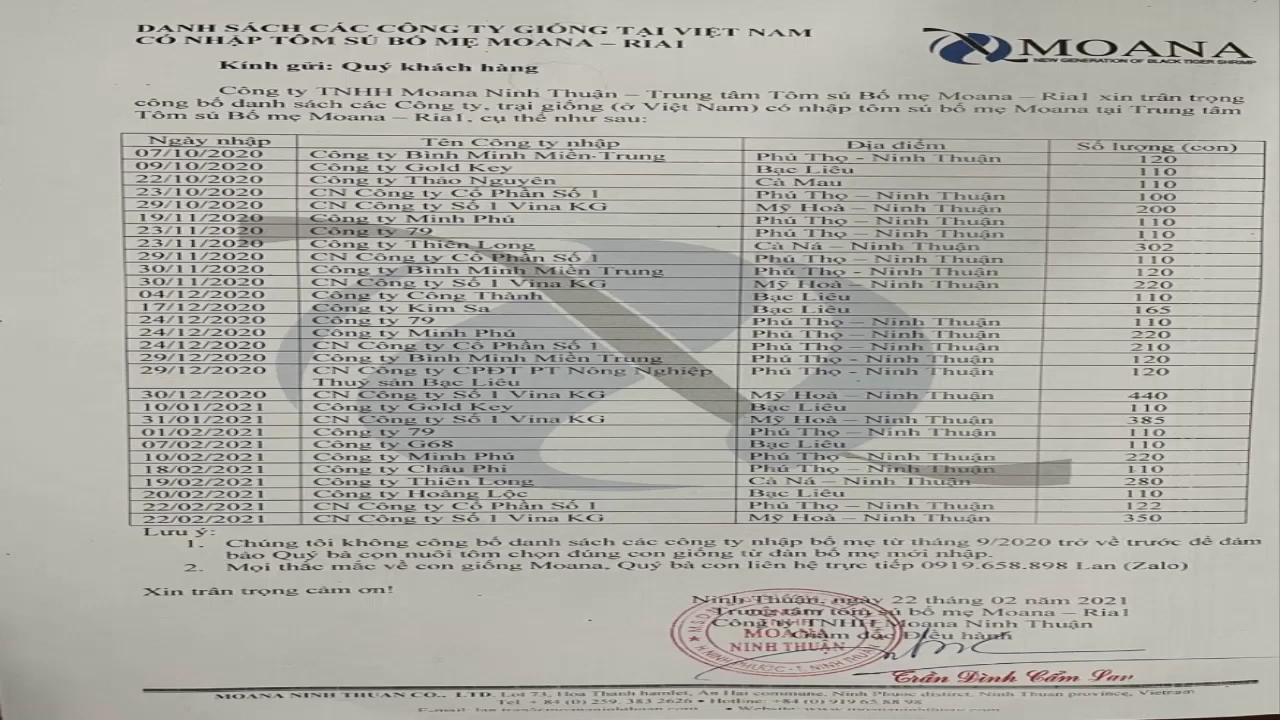 DANH SÁCH CÁC CÔNG TY GIỐNG TẠI VIỆT NAM
CÓ NHẬP TÔM SÚ BỐ MẸ MOANA – RIA1
MOANA
NEW GENERATION OF BLACK TIGER SHRIMP
Kính gửi: Quý khách hàng
Công ty TNHH Moana Ninh Thuận – Trung tâm Tôm sú Bố mẹ Moana – Ria1 xin trân trọng
công bố danh sách các Công ty, trại giống (ở Việt Nam) có nhập tôm sú bố mẹ Moana tại Trung tâm
Tôm sú Bố mẹ Moana – Ria1, cụ thể như sau:
Ngày nhập Tên Công ty nhập Địa điểm Số lượng (con)
07/10/2020 Công ty Bình Minh Miền-Trung Phú Thọ - Ninh Thuận 120
09/10/2020 Công ty Gold Key Bạc Liêu 110
22/10/2020 Công ty Thảo Nguyên Cà Mau 110
23/10/2020 CN Công ty Cổ Phần Số 1 Phú Thọ – Ninh Thuận 100
29/10/2020 CN Công ty Số 1 Vina KG Mỹ Hoà – Ninh Thuận 200
19/11/2020 Công ty Minh Phú Phú Thọ – Ninh Thuận 110
23/11/2020 Công ty 79 Phú Thọ – Ninh Thuận 110
23/11/2020 Công ty Thiên Long Cà Ná – Ninh Thuận 302
29/11/2020 CN Công ty Cổ Phần Số 1 Phú Thọ – Ninh Thuận 110
30/11/2020 Công ty Bình Minh Miền Trung Phú Thọ - Ninh Thuận 120
30/11/2020 CN Công ty Số 1 Vina KG Mỹ Hoà – Ninh Thuận 220
04/12/2020 Công ty Công Thành Bạc Liêu 110
17/12/2020 Công ty Kim Sa Bạc Liêu 165
24/12/2020 Công ty 79 Phú Thọ – Ninh Thuận 110
24/12/2020 Công ty Minh Phú Phú Thọ – Ninh Thuận 220
24/12/2020 CN Công ty Cổ Phần Số 1 Phú Thọ – Ninh Thuận 210
29/12/2020 Công ty Bình Minh Miền Trung Phú Thọ - Ninh Thuận 120
29/12/2020 CN Công ty CPĐT PT Nông Nghiệp Phú Thọ - Ninh Thuận 120
Thuỷ sản Bạc Liêu
30/12/2020 CN Công ty Số 1 Vina KG Mỹ Hoà – Ninh Thuận 440
10/01/2021 Công ty Gold Key Bạc Liêu 110
31/01/2021 CN Công ty Số 1 Vina KG Mỹ Hoà – Ninh Thuận 385
01/02/2021 Công ty 79 Phú Thọ – Ninh Thuận 110
07/02/2021 Công ty G68 Bạc Liêu 110
10/02/2021 Công ty Minh Phú Phú Thọ – Ninh Thuận 220
18/02/2021 Công ty Châu Phi Phú Thọ – Ninh Thuận 110
19/02/2021 Công ty Thiên Long Cà Ná – Ninh Thuận 280
20/02/2021 Công ty Hoàng Lộc Bạc Liêu 110
22/02/2021 CN Công ty Cổ Phần Số 1 Phú Thọ – Ninh Thuận 122
22/02/2021 CN Công ty Số 1 Vina KG Mỹ Hoà – Ninh Thuận 350
Lưu ý:
1. Chúng tôi không công bố danh sách các công ty nhập bố mẹ từ tháng 9/2020 trở về trước để đảm
bảo Quý bà con nuôi tôm chọn đúng con giống từ đàn bố mẹ mới nhập.
2. Mọi thắc mắc về con giống Moana, Quý bà con liên hệ trực tiếp 0919.658.898 Lan (Zalo)
Xin trân trọng cảm ơn!
Ninh Thuận, ngày 22 tháng 02 năm 2021
Trung tâm tôm sú bố mẹ Moana – Ria1
Công ty TNHH Moana Ninh Thuận
Giám đốc Điều hành
MOANA
NINH THUẬN
Trần Đình Cẩm Lan
MOANA NINH THUAN CO., LTD. Lot 73, Hoa Thanh hamlet, An Hai commune, Ninh Phuoc distirct, Ninh Thuan province, Vietnam
Tel: +84 (0) 259. 383 2626 • Hotline: +84 (0) 919 65 88 98